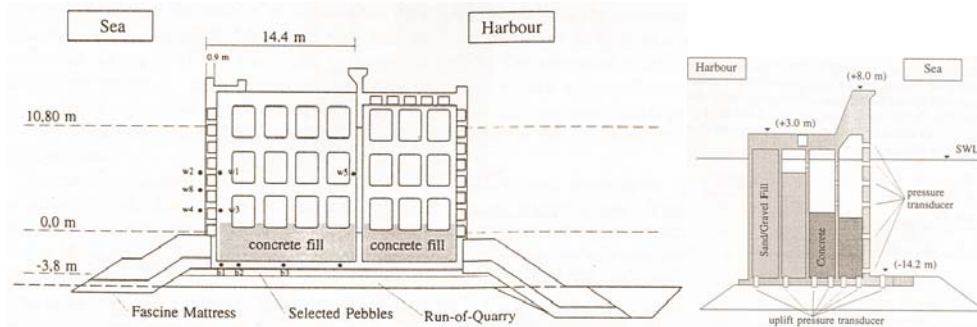 Sea
Harbour
14.4 m
0.9 m
10,80 m
w2
w1
w5
w8
w4
w3
0,0 m
concrete fill
concrete fill
-3.8 m
b1
b2
b3
Fascine Mattress
Selected Pebbles
Run-of-Quarry
Harbour
Sea
(+8.0 m)
(+3.0 m)
SWL
pressure
transducer
Sand/Gravel Fill
Concrete
(-14.2 m)
uplift pressure transducer